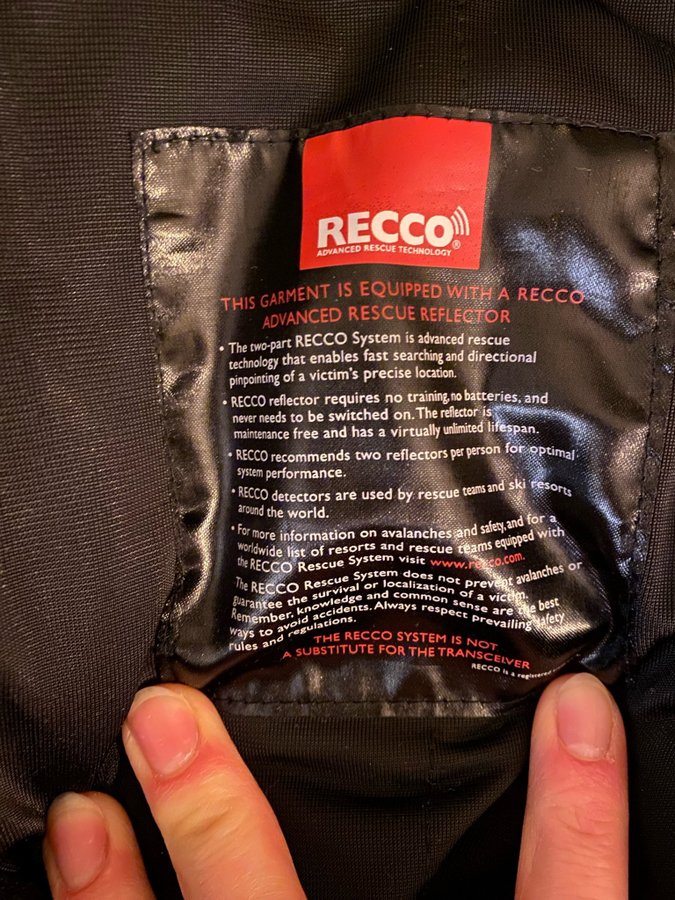 RECCO®
ADVANCED RESCUE TECHNOLOGY
THIS GARMENT IS EQUIPPED WITH A RECCO
ADVANCED RESCUE REFLECTOR
• The two-part RECCO System is advanced rescue
technology that enables fast searching and directional
pinpointing of a victim's precise location.
• RECCO reflector requires no training, no batteries, and
never needs to be switched on. The reflector is
maintenance free and has a virtually unlimited lifespan.
• RECCO recommends two reflectors per person for optimal
system performance.
• RECCO detectors are used by rescue teams and ski resorts
around the world.
• For more information on avalanches and safety, and for a
worldwide list of resorts and rescue teams equipped with
the RECCO Rescue System visit www.recco.com.
The RECCO Rescue System does not prevent avalanches or
guarantee the survival or localization of a victim.
Remember, knowledge and common sense are the best
ways to avoid accidents. Always respect prevailing safety
rules and regulations.
THE RECCO SYSTEM IS NOT
A SUBSTITUTE FOR THE TRANSCEIVER
RECCO is a registered